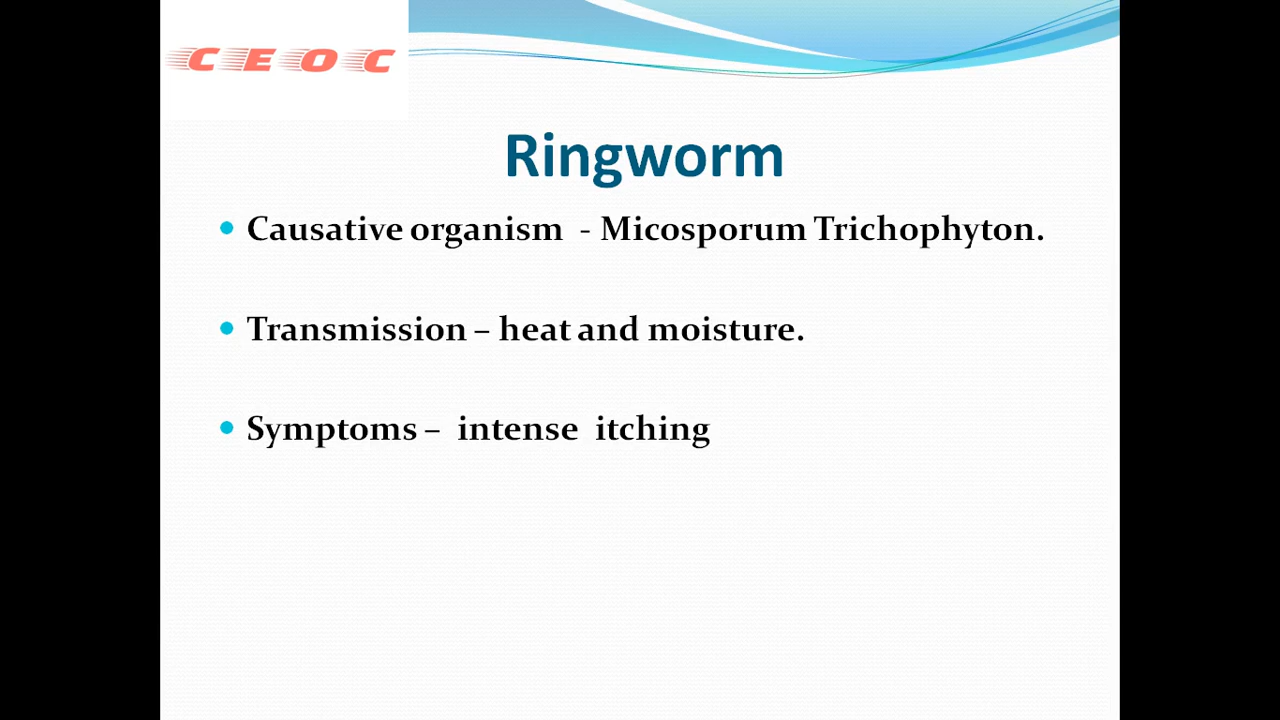 C E O C
Ringworm
Causative organism - Micosporum Trichophyton.
Transmission – heat and moisture.
Symptoms – intense itching